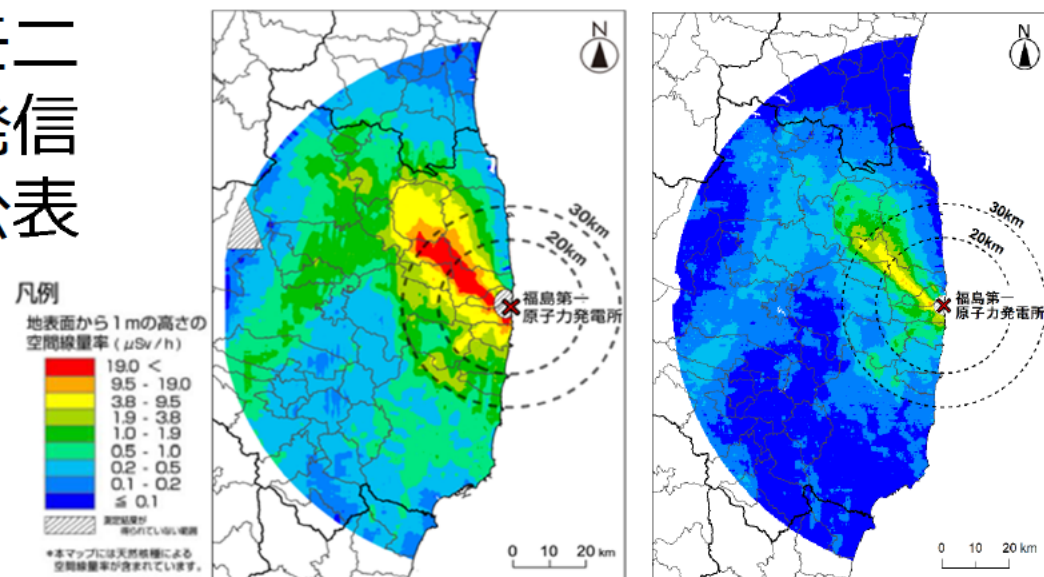 モニ
発信
公表
凡例
地表面から1mの高さの
空間線量率(μSv/h)
19.0 <
9.5 - 19.0
3.8 - 9.5
1.9 - 3.8
1.0 - 1.9
0.5 - 1.0
0.2 - 0.5
0.1 - 0.2
≦ 0.1
測定結果が
得られていない範囲
*本マップには天然核種による
空間線量率が含まれています。
N
30km
20km
福島第一
原子力発電所
0 10 20 km
N
30km
20km
福島第一
原子力発電所
0 10 20 km